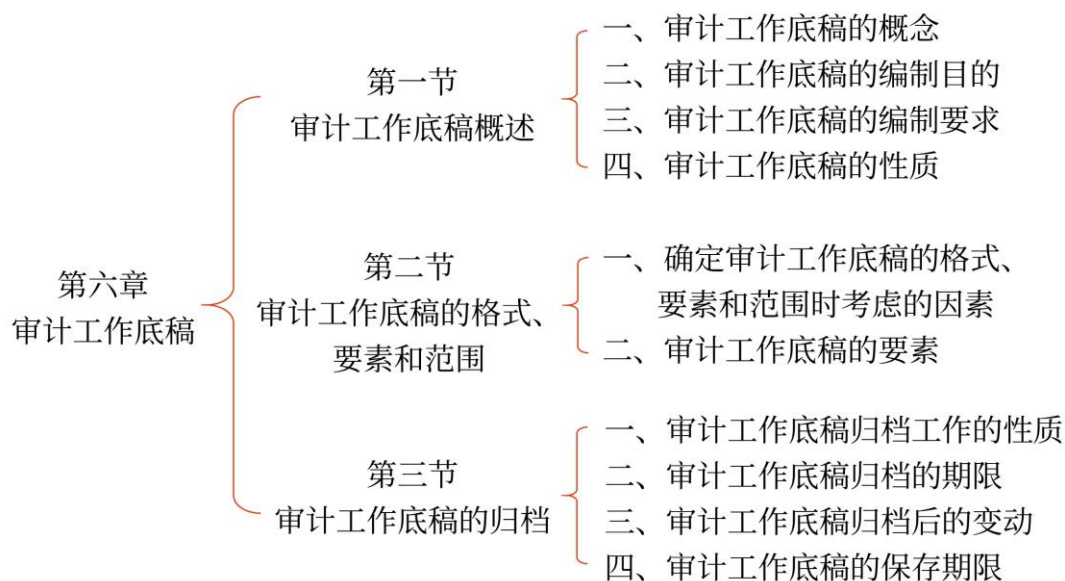 第六章
审计工作底稿
第一节
审计工作底稿概述
一、审计工作底稿的概念
二、审计工作底稿的编制目的
三、审计工作底稿的编制要求
四、审计工作底稿的性质
第二节
审计工作底稿的格式、
要素和范围
一、确定审计工作底稿的格式、
要素和范围时考虑的因素
二、审计工作底稿的要素
第三节
审计工作底稿的归档
一、审计工作底稿归档工作的性质
二、审计工作底稿归档的期限
三、审计工作底稿归档后的变动
四、审计工作底稿的保存期限